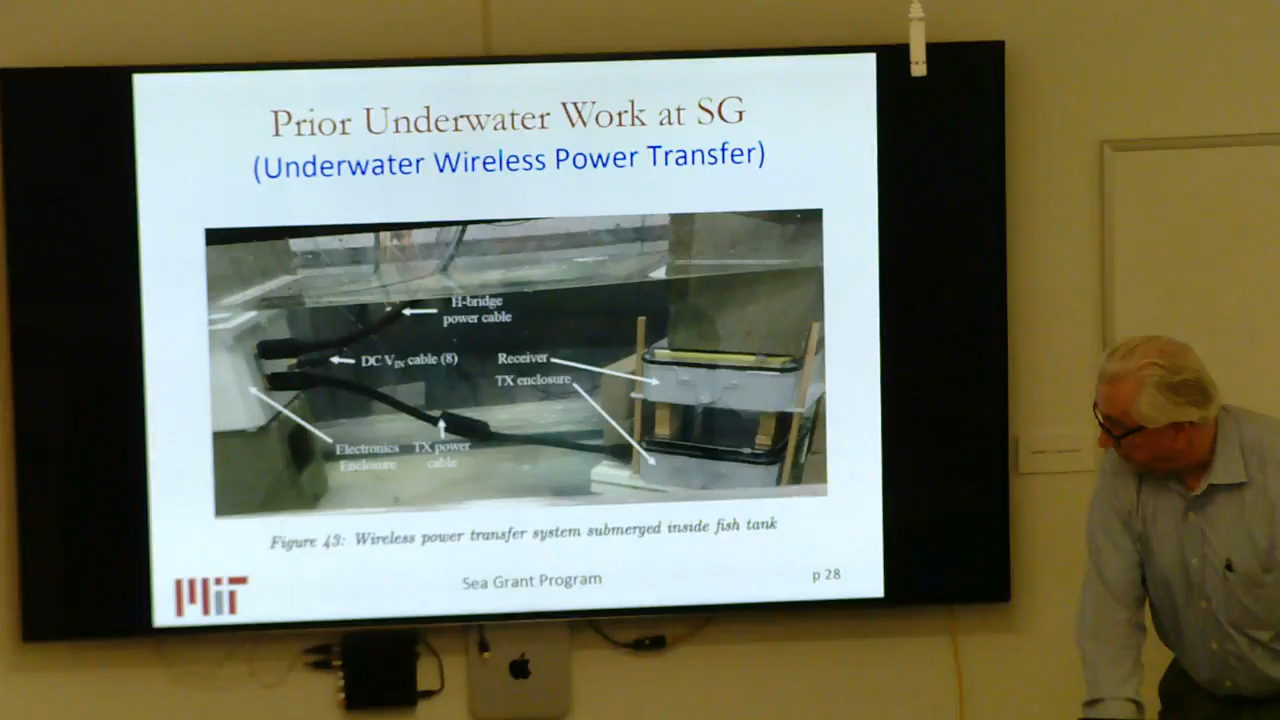 Prior Underwater Work at SG
(Underwater Wireless Power Transfer)
H-bridge
power cable
DC VIN cable (8)
Receiver
TX enclosure
Electronics
Enclosure
TX power
cable
Figure 43: Wireless power transfer system submerged inside fish tank
MIT
Sea Grant Program
p 28